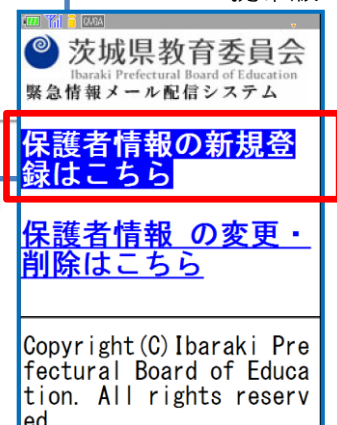 QVGA
茨城県教育委員会
Ibaraki Prefectural Board of Education
緊急情報メール配信システム
保護者情報の新規登
録はこちら
保護者情報 の変更・
削除はこちら
Copyright(C)Ibaraki Pre
fectural Board of Educa
tion. All rights reserv
ed